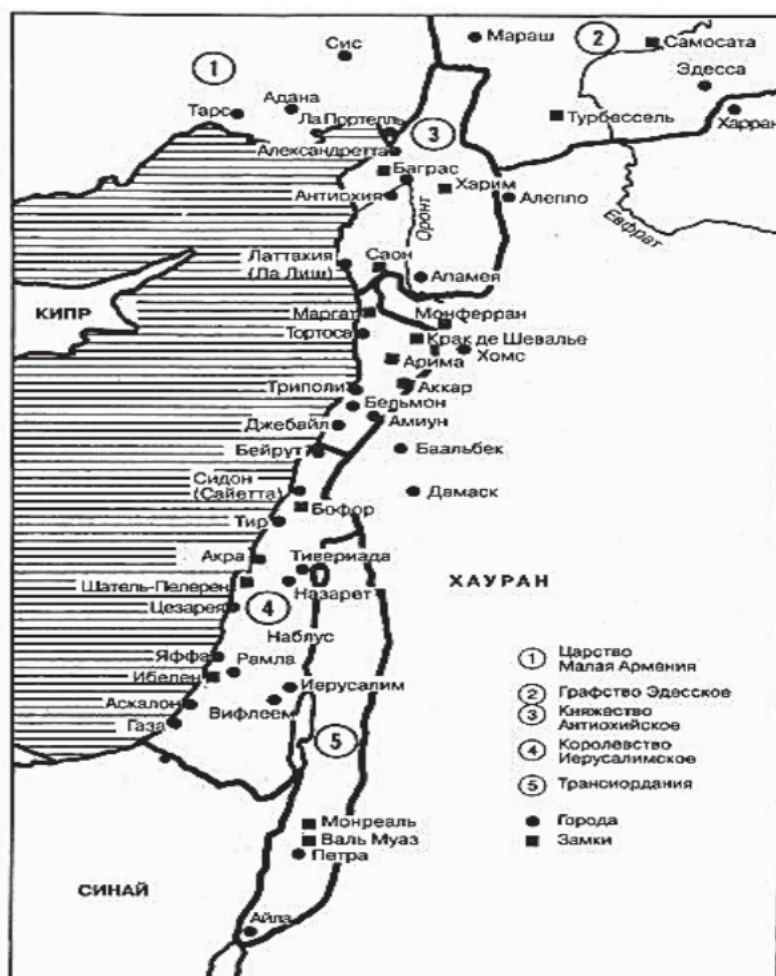 Сис
Мараш
2
Самосата
1
Эдесса
Адана
Тарс
Ла Портелль
Турбессель
Харран
3
Александретта
Баграс
Харим
Антиохия
Алеппо
Оронт
Евфрат
Латтакия
(Ла Лиш)
Саон
Апамея
КИПР
Маргат
Монферран
Тортоса
Крак де Шевалье
Хомс
Арима
Триполи
Аккар
Бельмон
Джебайл
Амиун
Бейрут
Баальбек
Сидон
(Сайетта)
Дамаск
Бофор
Тир
Акра
Тивериада
ХАУРАН
Шатель-Пелерен
Назарет
Цезарея
4
Наблус
Яффа
Рамла
Ибелен
Иерусалим
Аскалон
Вифлеем
Газа
5
1 Царство
Малая Армения
2 Графство Эдесское
3 Княжество
Антиохийское
4 Королевство
Иерусалимское
5 Трансиордания
Города
Замки
Монреаль
Валь Муаз
Петра
СИНАЙ
Айла